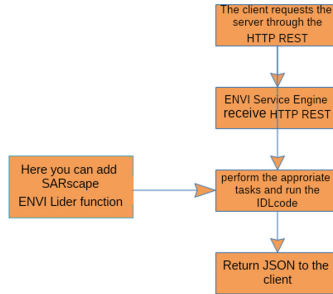 The client requests the
server through the
HTTP REST
ENVI Service Engine
receive HTTP REST
Here you can add
SARscape
ENVI Lider function
perform the approriate
tasks and run the
IDLcode
Return JSON to the
client